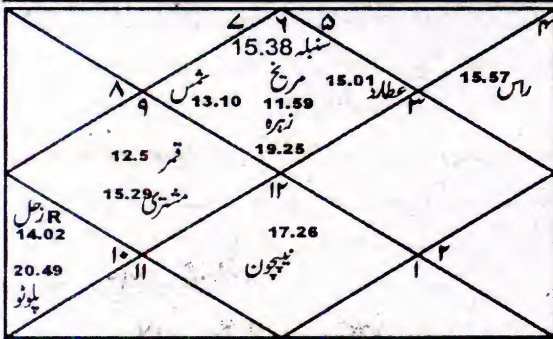 ۷ ۶ ۵ ۴
سنبلہ 15.38
۸ شمس مریخ 15.01 عطارد ۳ 15.57 راس
۹ 13.10 11.59
زہرہ
12.5 قمر 19.25
15.29 مشتری ۱۲
زحل R
14.02 17.26
۱۰ نیپچون ۲
20.49 ۱۱ ۱
پلوٹو